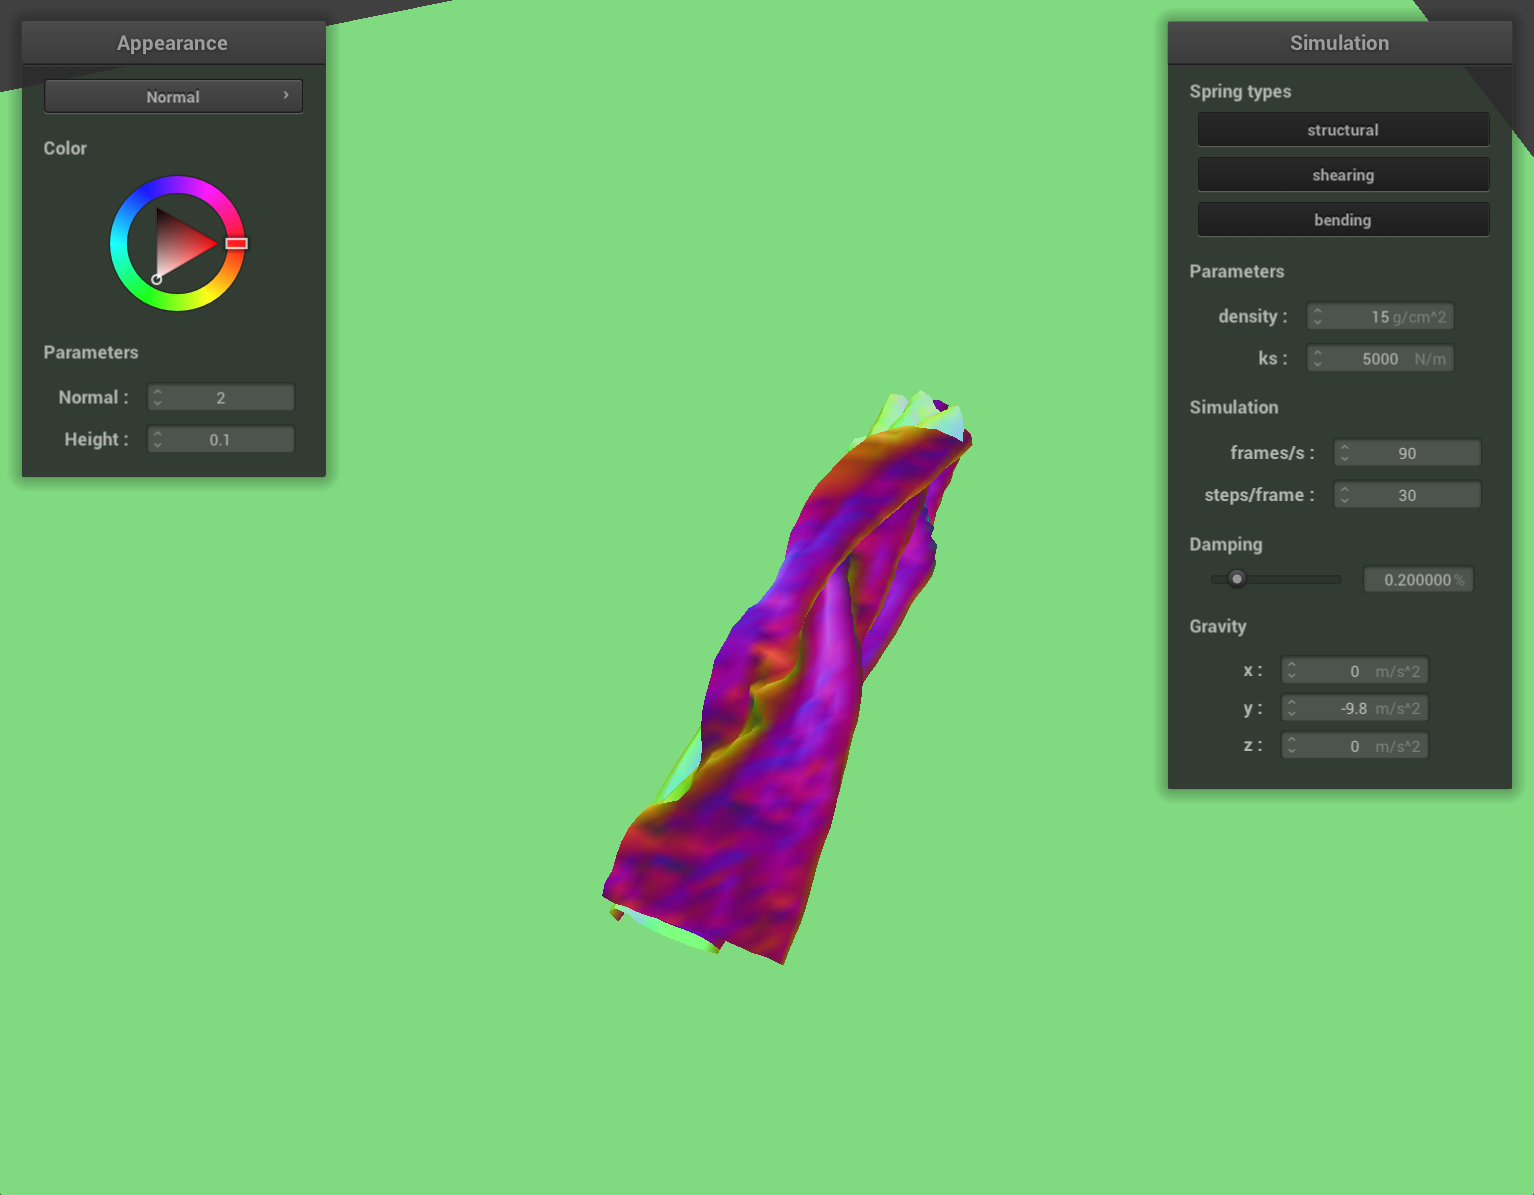 Appearance
Normal ›
Color
Parameters
Normal : 2
Height : 0.1
Simulation
Spring types
structural
shearing
bending
Parameters
density : 15 g/cm^2
ks : 5000 N/m
Simulation
frames/s : 90
steps/frame : 30
Damping
0.200000 %
Gravity
x : 0 m/s^2
y : -9.8 m/s^2
z : 0 m/s^2